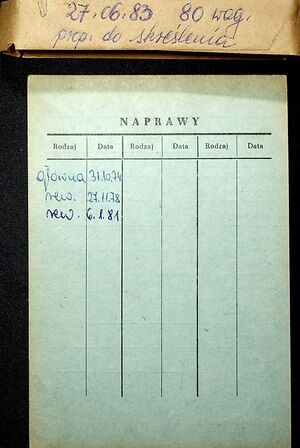 27.06.83 80 wag.
prop. do skreślenia
NAPRAWY
Rodzaj Data Rodzaj Data Rodzaj Data
główna 31.10.74
rew. 27.11.78
rew. 6.1.81.